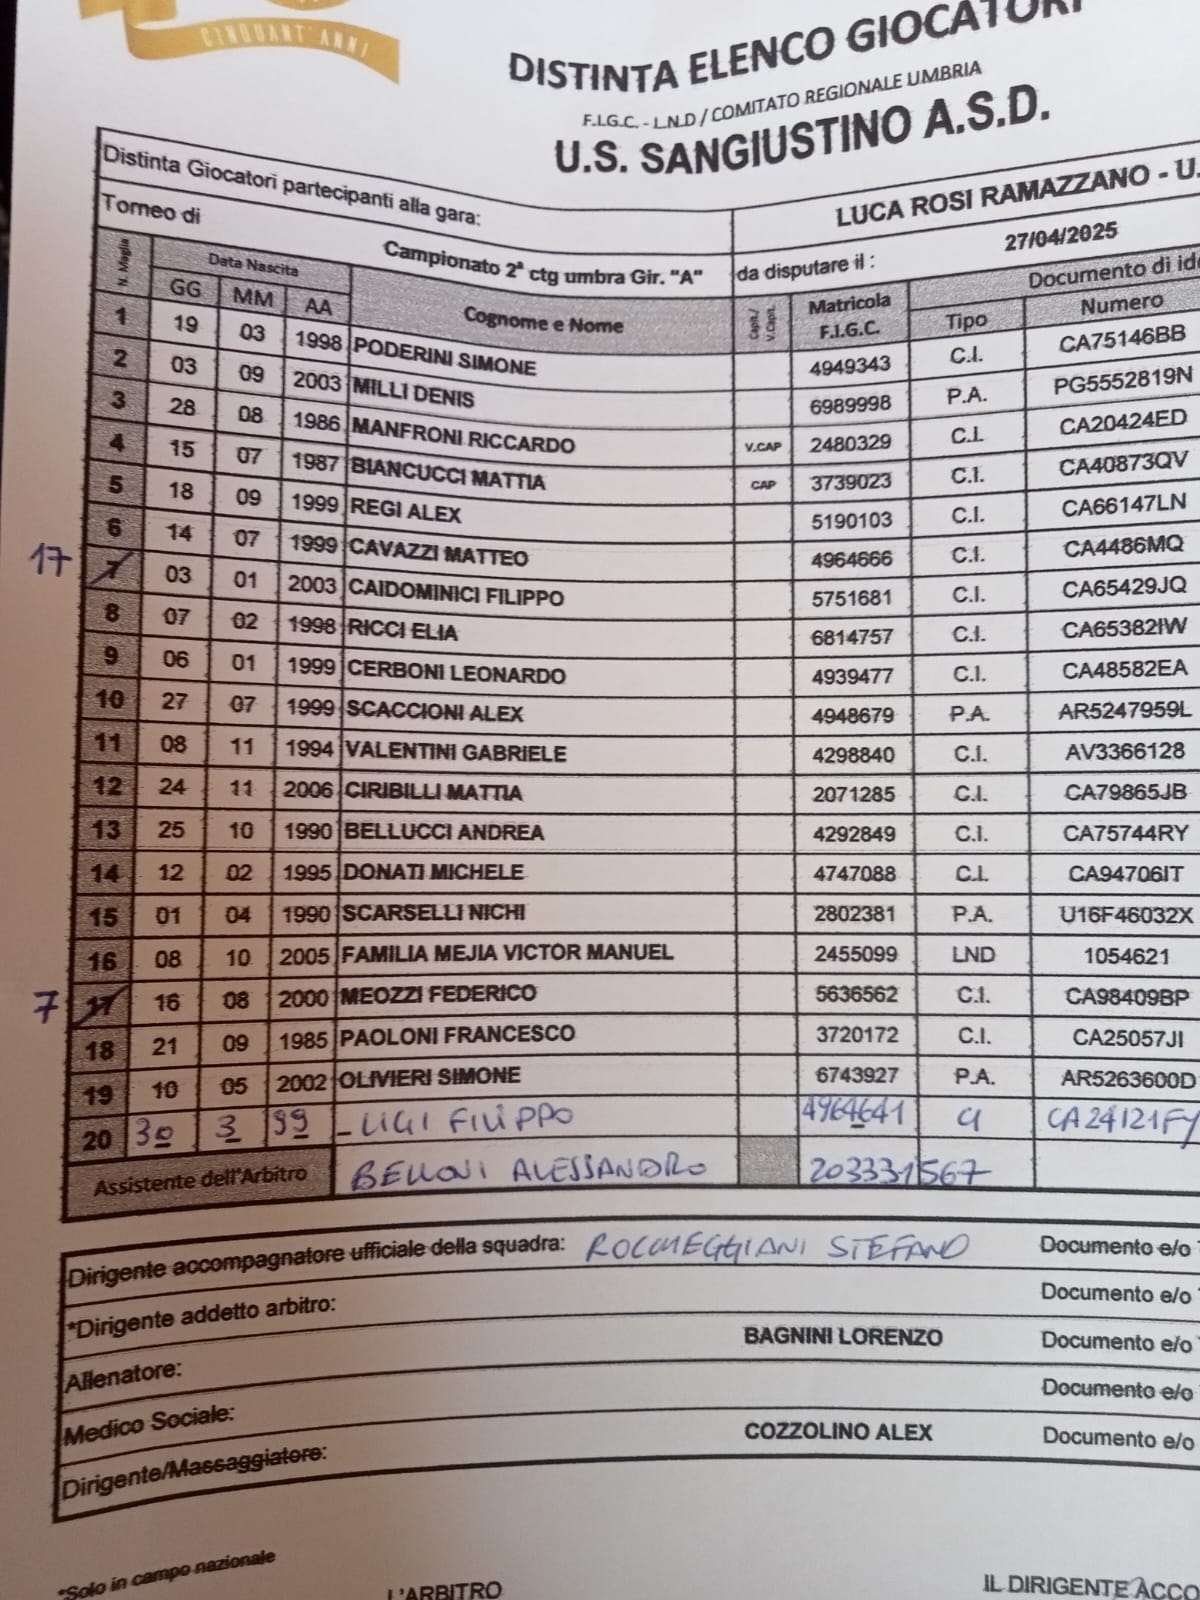 CINQUANT'ANNI
DISTINTA ELENCO GIOCATORI
F.I.G.C. - L.N.D / COMITATO REGIONALE UMBRIA
U.S. SANGIUSTINO A.S.D.
Distinta Giocatori partecipanti alla gara: LUCA ROSI RAMAZZANO - U.
Torneo di Campionato 2ª ctg umbra Gir. "A" da disputare il : 27/04/2025
N. Maglia Data Nascita Cognome e Nome Capit./ V.Capit. Matricola F.I.G.C. Documento di ide
GG MM AA Tipo Numero
1 19 03 1998 PODERINI SIMONE 4949343 C.I. CA75146BB
2 03 09 2003 MILLI DENIS 6989998 P.A. PG5552819N
3 28 08 1986 MANFRONI RICCARDO V.CAP 2480329 C.I. CA20424ED
4 15 07 1987 BIANCUCCI MATTIA CAP 3739023 C.I. CA40873QV
5 18 09 1999 REGI ALEX 5190103 C.I. CA66147LN
6 14 07 1999 CAVAZZI MATTEO 4964666 C.I. CA4486MQ
17 7 03 01 2003 CAIDOMINICI FILIPPO 5751681 C.I. CA65429JQ
8 07 02 1998 RICCI ELIA 6814757 C.I. CA65382IW
9 06 01 1999 CERBONI LEONARDO 4939477 C.I. CA48582EA
10 27 07 1999 SCACCIONI ALEX 4948679 P.A. AR5247959L
11 08 11 1994 VALENTINI GABRIELE 4298840 C.I. AV3366128
12 24 11 2006 CIRIBILLI MATTIA 2071285 C.I. CA79865JB
13 25 10 1990 BELLUCCI ANDREA 4292849 C.I. CA75744RY
14 12 02 1995 DONATI MICHELE 4747088 C.I. CA94706IT
15 01 04 1990 SCARSELLI NICHI 2802381 P.A. U16F46032X
16 08 10 2005 FAMILIA MEJIA VICTOR MANUEL 2455099 LND 1054621
7 17 16 08 2000 MEOZZI FEDERICO 5636562 C.I. CA98409BP
18 21 09 1985 PAOLONI FRANCESCO 3720172 C.I. CA25057JI
19 10 05 2002 OLIVIERI SIMONE 6743927 P.A. AR5263600D
20 30 3 99 - LIGI FILIPPO 4964641 CI CA24121FY
Assistente dell'Arbitro BELLONI ALESSANDRO 203331567
Dirigente accompagnatore ufficiale della squadra: ROCCHEGGIANI STEFANO Documento e/o
*Dirigente addetto arbitro: Documento e/o
Allenatore: BAGNINI LORENZO Documento e/o
Medico Sociale: Documento e/o
Dirigente/Massaggiatore: COZZOLINO ALEX Documento e/o
*Solo in campo nazionale
L'ARBITRO IL DIRIGENTE ACCO